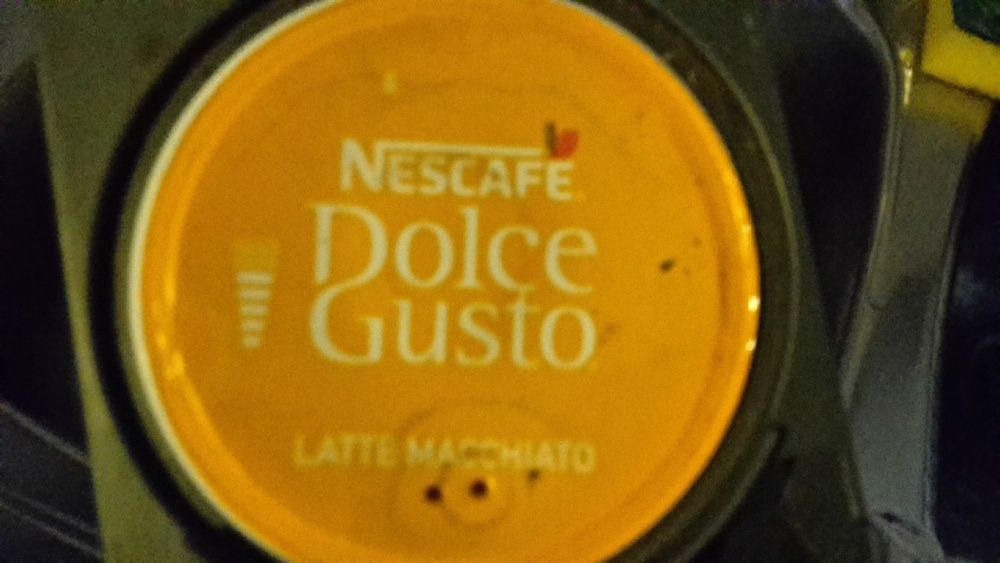 NESCAFÉ
Dolce
Gusto
LATTE MACCHIATO